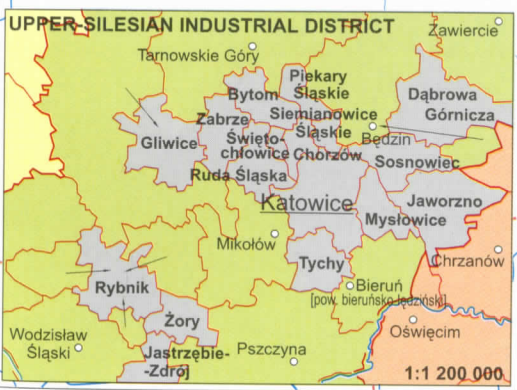 UPPER-SILESIAN INDUSTRIAL DISTRICT
Zawiercie
Tarnowskie Góry
Piekary
Śląskie
Bytom
Dąbrowa
Górnicza
Siemianowice
Śląskie
Zabrze
Będzin
Gliwice
Święto-
chłowice
Chorzów
Sosnowiec
Ruda Śląska
Katowice
Jaworzno
Mysłowice
Mikołów
Tychy
Chrzanów
Bieruń
[pow. bieruńsko-lędziński]
Rybnik
Żory
Oświęcim
Wodzisław
Śląski
Jastrzębie-
-Zdrój
Pszczyna
1:1 200 000